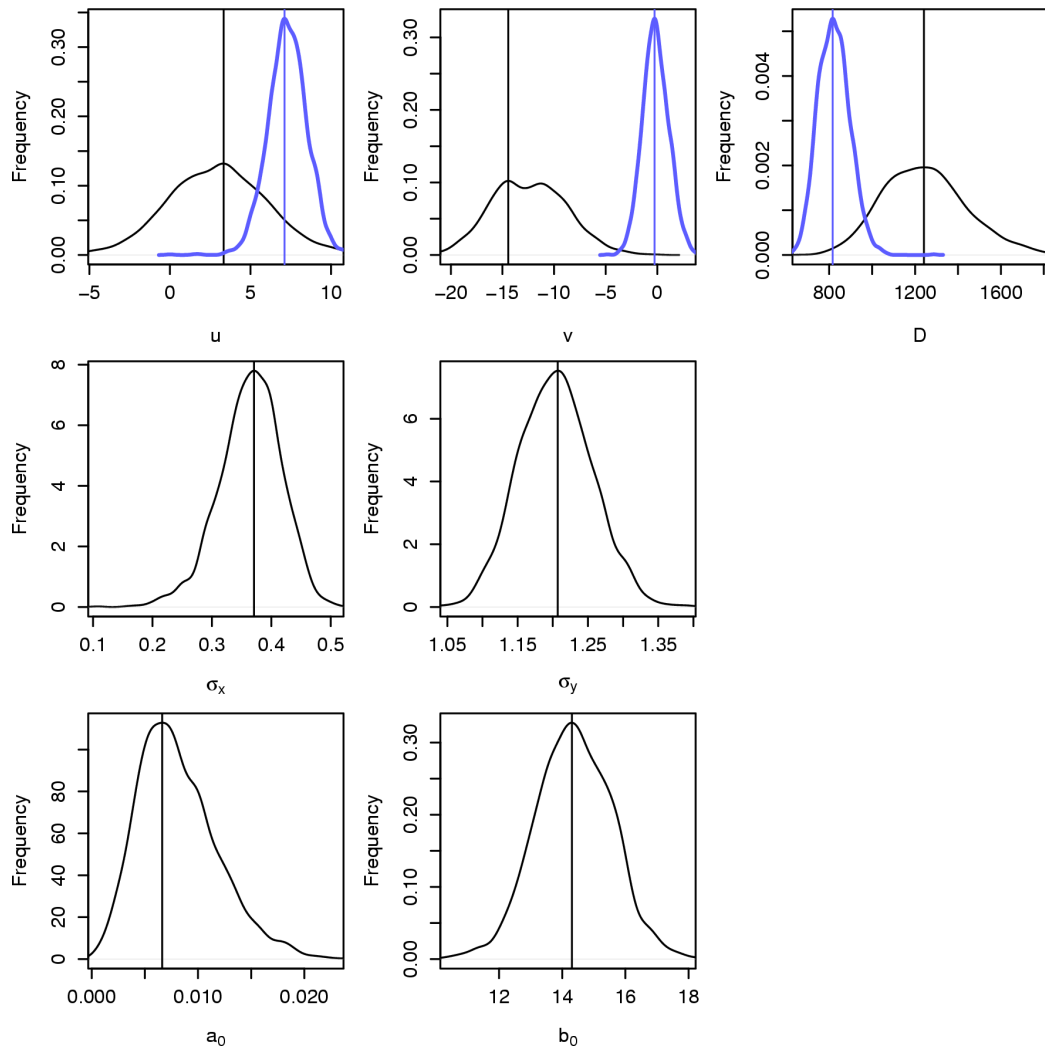 Frequency
0.00 0.10 0.20 0.30
−5 0 5 10
u
Frequency
0.00 0.10 0.20 0.30
−20 −15 −10 −5 0
v
Frequency
0.000 0.002 0.004
800 1200 1600
D
Frequency
0 2 4 6 8
0.1 0.2 0.3 0.4 0.5
σx
Frequency
0 2 4 6
1.05 1.15 1.25 1.35
σy
Frequency
0 20 40 60 80
0.000 0.010 0.020
a0
Frequency
0.00 0.10 0.20 0.30
12 14 16 18
b0